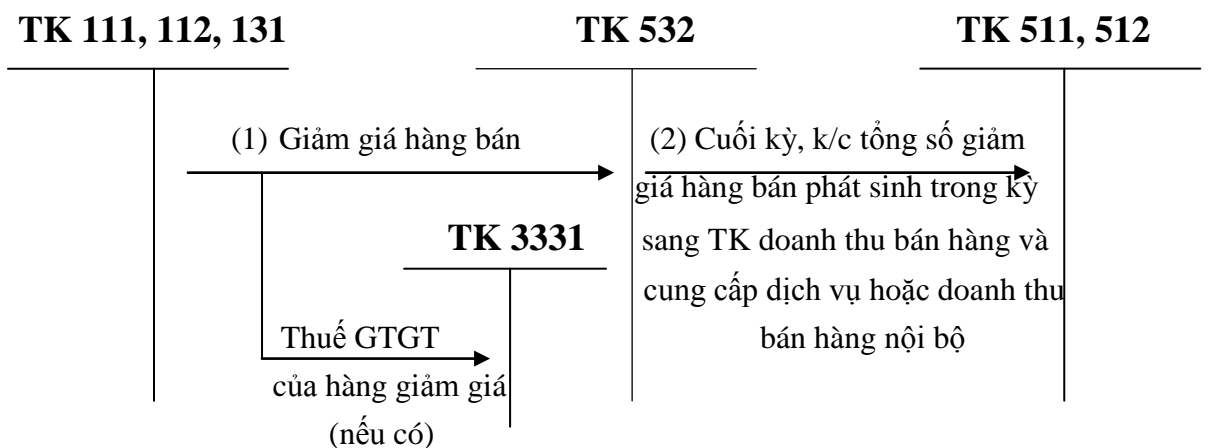 TK 111, 112, 131
TK 532
TK 511, 512
(1) Giảm giá hàng bán
(2) Cuối kỳ, k/c tổng số giảm
giá hàng bán phát sinh trong kỳ
sang TK doanh thu bán hàng và
cung cấp dịch vụ hoặc doanh thu
bán hàng nội bộ
TK 3331
Thuế GTGT
của hàng giảm giá
(nếu có)